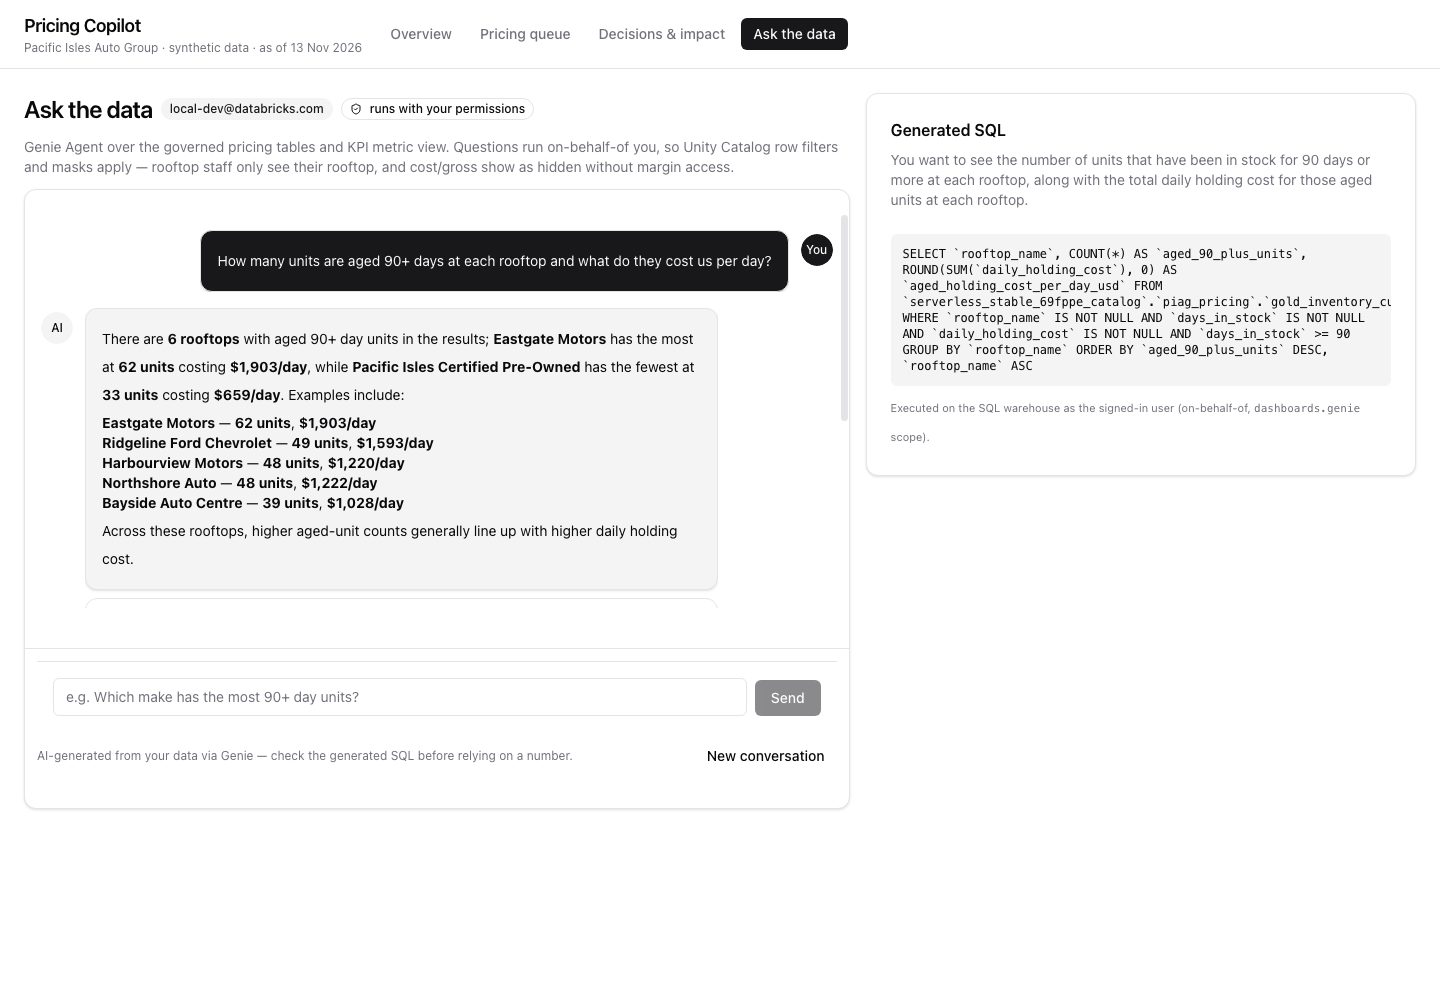 Pricing Copilot
Pacific Isles Auto Group · synthetic data · as of 13 Nov 2026
Overview
Pricing queue
Decisions & impact
Ask the data
Ask the data
local-dev@databricks.com
runs with your permissions
Genie Agent over the governed pricing tables and KPI metric view. Questions run on-behalf-of you, so Unity Catalog row filters
and masks apply — rooftop staff only see their rooftop, and cost/gross show as hidden without margin access.
How many units are aged 90+ days at each rooftop and what do they cost us per day?
You
AI
There are 6 rooftops with aged 90+ day units in the results; Eastgate Motors has the most
at 62 units costing $1,903/day, while Pacific Isles Certified Pre-Owned has the fewest at
33 units costing $659/day. Examples include:
Eastgate Motors — 62 units, $1,903/day
Ridgeline Ford Chevrolet — 49 units, $1,593/day
Harbourview Motors — 48 units, $1,220/day
Northshore Auto — 48 units, $1,222/day
Bayside Auto Centre — 39 units, $1,028/day
Across these rooftops, higher aged-unit counts generally line up with higher daily holding
cost.
e.g. Which make has the most 90+ day units?
Send
AI-generated from your data via Genie — check the generated SQL before relying on a number.
New conversation
Generated SQL
You want to see the number of units that have been in stock for 90 days or
more at each rooftop, along with the total daily holding cost for those aged
units at each rooftop.
SELECT `rooftop_name`, COUNT(*) AS `aged_90_plus_units`,
ROUND(SUM(`daily_holding_cost`), 0) AS
`aged_holding_cost_per_day_usd` FROM
`serverless_stable_69fppe_catalog`.`piag_pricing`.`gold_inventory_cu
WHERE `rooftop_name` IS NOT NULL AND `days_in_stock` IS NOT NULL
AND `daily_holding_cost` IS NOT NULL AND `days_in_stock` >= 90
GROUP BY `rooftop_name` ORDER BY `aged_90_plus_units` DESC,
`rooftop_name` ASC
Executed on the SQL warehouse as the signed-in user (on-behalf-of, dashboards.genie
scope).